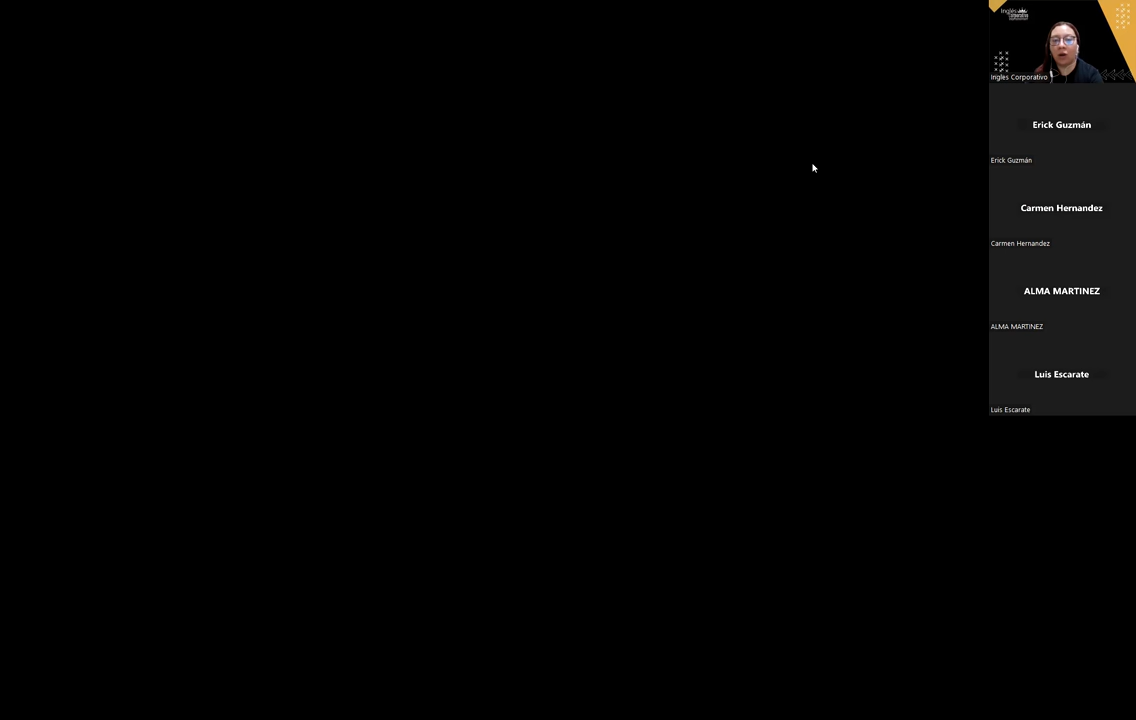 Inglés
Corporativo
Ingles Corporativo
Erick Guzmán
Erick Guzmán
Carmen Hernandez
Carmen Hernandez
ALMA MARTINEZ
ALMA MARTINEZ
Luis Escarate
Luis Escarate